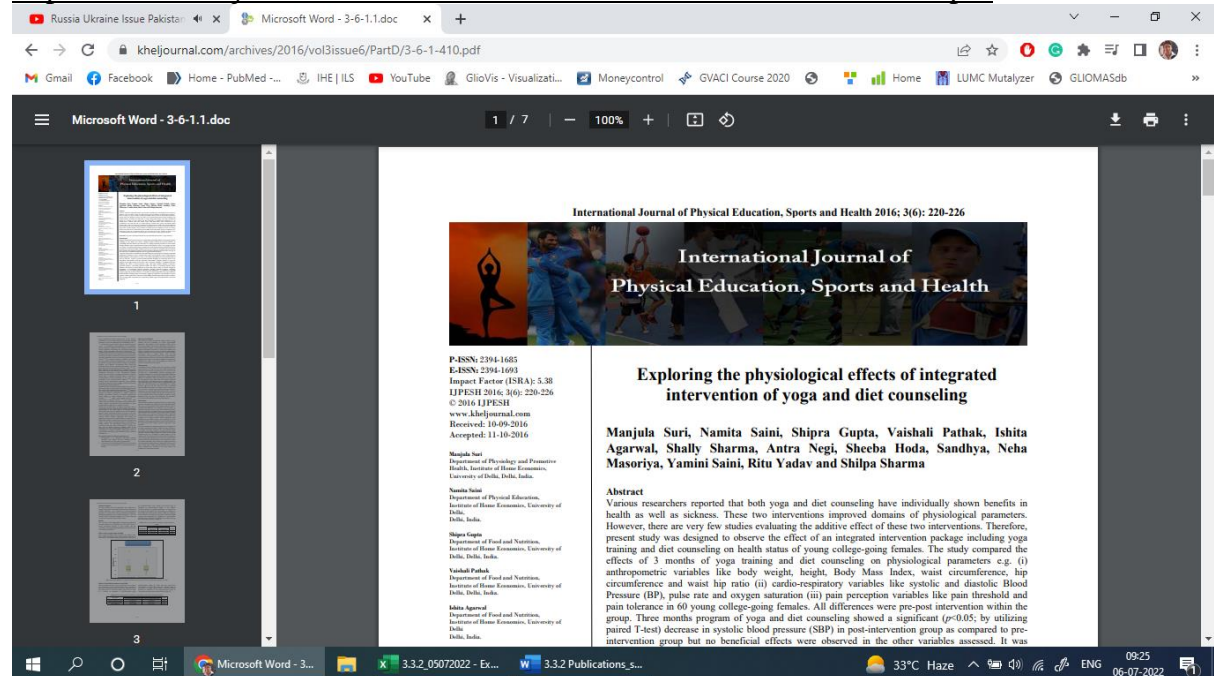 Russia Ukraine Issue Pakistan
Microsoft Word - 3-6-1.1.doc
kheljournal.com/archives/2016/vol3issue6/PartD/3-6-1-410.pdf
Gmail Facebook Home - PubMed -... IHE | ILS YouTube GlioVis - Visualizati... Moneycontrol GVACI Course 2020 Home LUMC Mutalyzer GLIOMASdb »
Microsoft Word - 3-6-1.1.doc 1 / 7 | — 100% + |
1
2
3
International Journal of Physical Education, Sports and Health 2016; 3(6): 220-226
International Journal of
Physical Education, Sports and Health
P-ISSN: 2394-1685
E-ISSN: 2394-1693
Impact Factor (ISRA): 5.38
IJPESH 2016; 3(6): 220-226
© 2016 IJPESH
www.kheljournal.com
Received: 10-09-2016
Accepted: 11-10-2016
Manjula Suri
Department of Physiology and Promotive
Health, Institute of Home Economics,
University of Delhi, Delhi, India.
Namita Saini
Department of Physical Education,
Institute of Home Economics, University of
Delhi,
Delhi, India.
Shipra Gupta
Department of Food and Nutrition,
Institute of Home Economics, University of
Delhi, Delhi, India.
Vaishali Pathak
Department of Food and Nutrition,
Institute of Home Economics, University of
Delhi, Delhi, India.
Ishita Agarwal
Department of Food and Nutrition,
Institute of Home Economics, University of
Delhi
Delhi, India.
Exploring the physiological effects of integrated
intervention of yoga and diet counseling
Manjula Suri, Namita Saini, Shipra Gupta, Vaishali Pathak, Ishita
Agarwal, Shally Sharma, Antra Negi, Sheeba Hoda, Sandhya, Neha
Masoriya, Yamini Saini, Ritu Yadav and Shilpa Sharma
Abstract
Various researchers reported that both yoga and diet counseling have individually shown benefits in
health as well as sickness. These two interventions improved domains of physiological parameters.
However, there are very few studies evaluating the additive effect of these two interventions. Therefore,
present study was designed to observe the effect of an integrated intervention package including yoga
training and diet counseling on health status of young college-going females. The study compared the
effects of 3 months of yoga training and diet counseling on physiological parameters e.g. (i)
anthropometric variables like body weight, height, Body Mass Index, waist circumference, hip
circumference and waist hip ratio (ii) cardio-respiratory variables like systolic and diastolic Blood
Pressure (BP), pulse rate and oxygen saturation (iii) pain perception variables like pain threshold and
pain tolerance in 60 young college-going females. All differences were pre-post intervention within the
group. Three months program of yoga and diet counseling showed a significant (p<0.05; by utilizing
paired T-test) decrease in systolic blood pressure (SBP) in post-intervention group as compared to pre-
intervention group but no beneficial effects were observed in the other variables assessed. It was
Microsoft Word - 3... 3.3.2_05072022 - Ex... 3.3.2 Publications_s... 33°C Haze ENG 09:25
06-07-2022